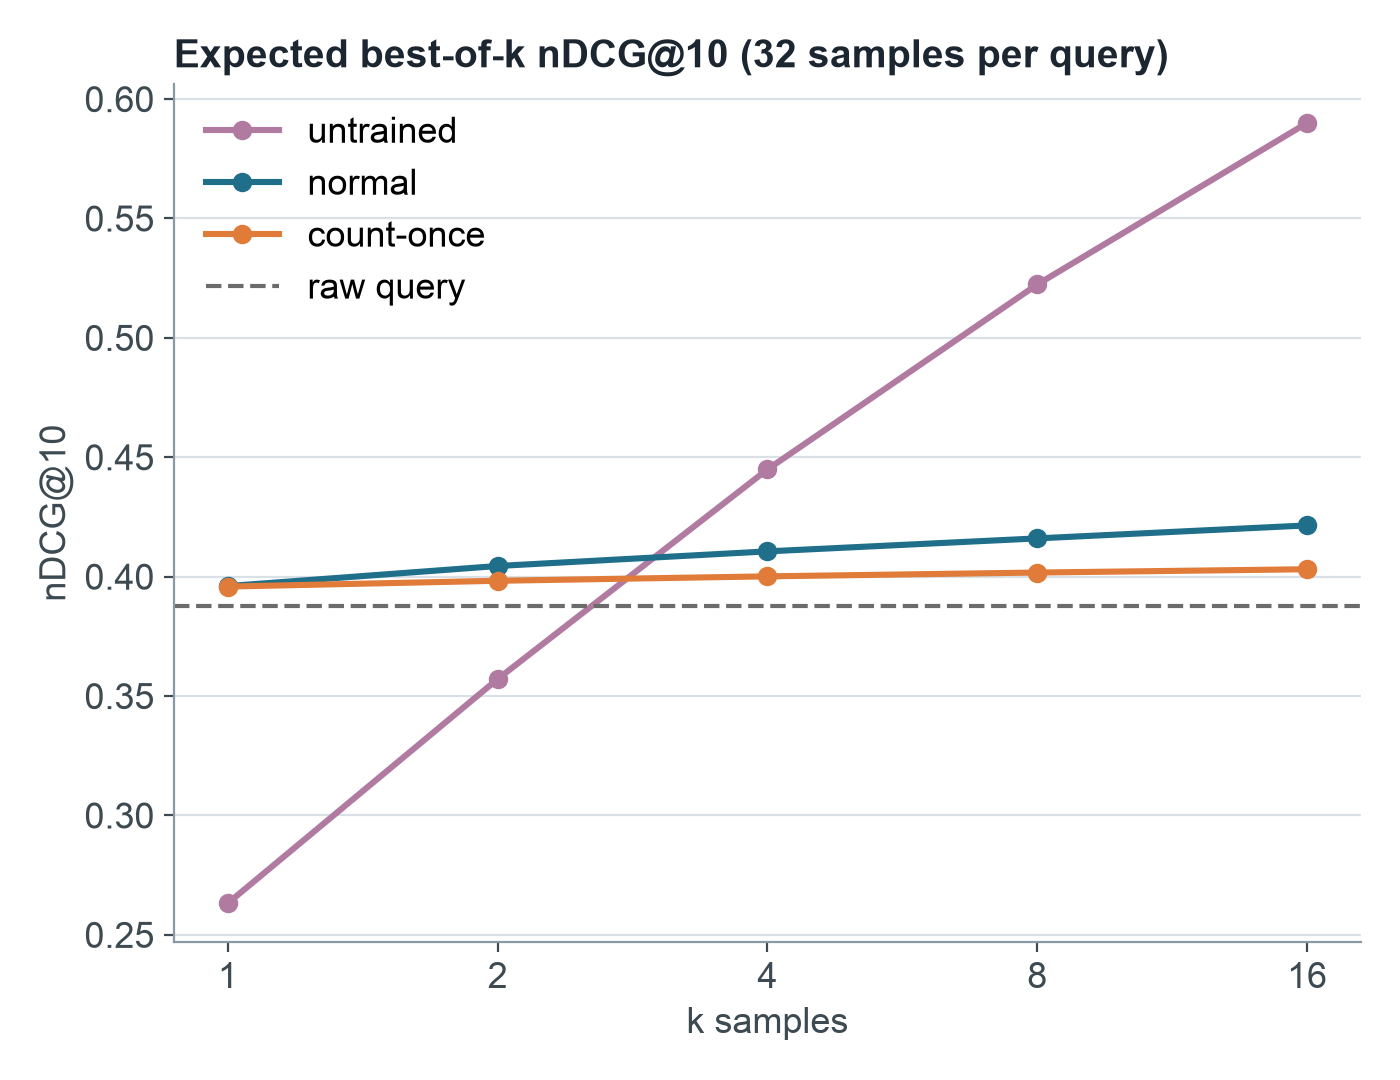 Expected best-of-k nDCG@10 (32 samples per query)
untrained
normal
count-once
raw query
nDCG@10
0.60
0.55
0.50
0.45
0.40
0.35
0.30
0.25
1 2 4 8 16
k samples